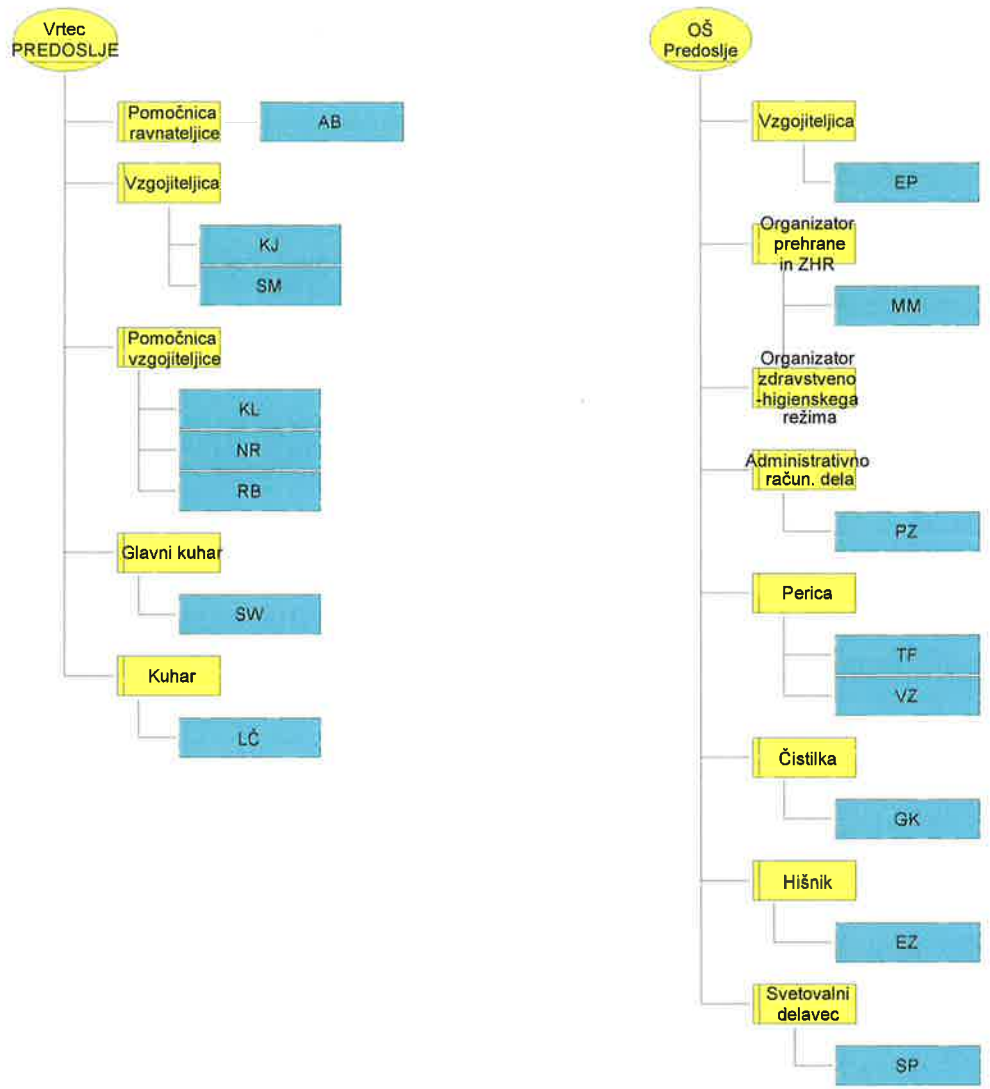 Vrtec
PREDOSLJE
Pomočnica
ravnateljice
AB
Vzgojiteljica
KJ
SM
Pomočnica
vzgojiteljice
KL
NR
RB
Glavni kuhar
SW
Kuhar
LČ
OŠ
Predoslje
Vzgojiteljica
EP
Organizator
prehrane
in ZHR
MM
Organizator
zdravstveno
-higienskega
režima
Administrativno
račun. dela
PZ
Perica
TF
VZ
Čistilka
GK
Hišnik
EZ
Svetovalni
delavec
SP